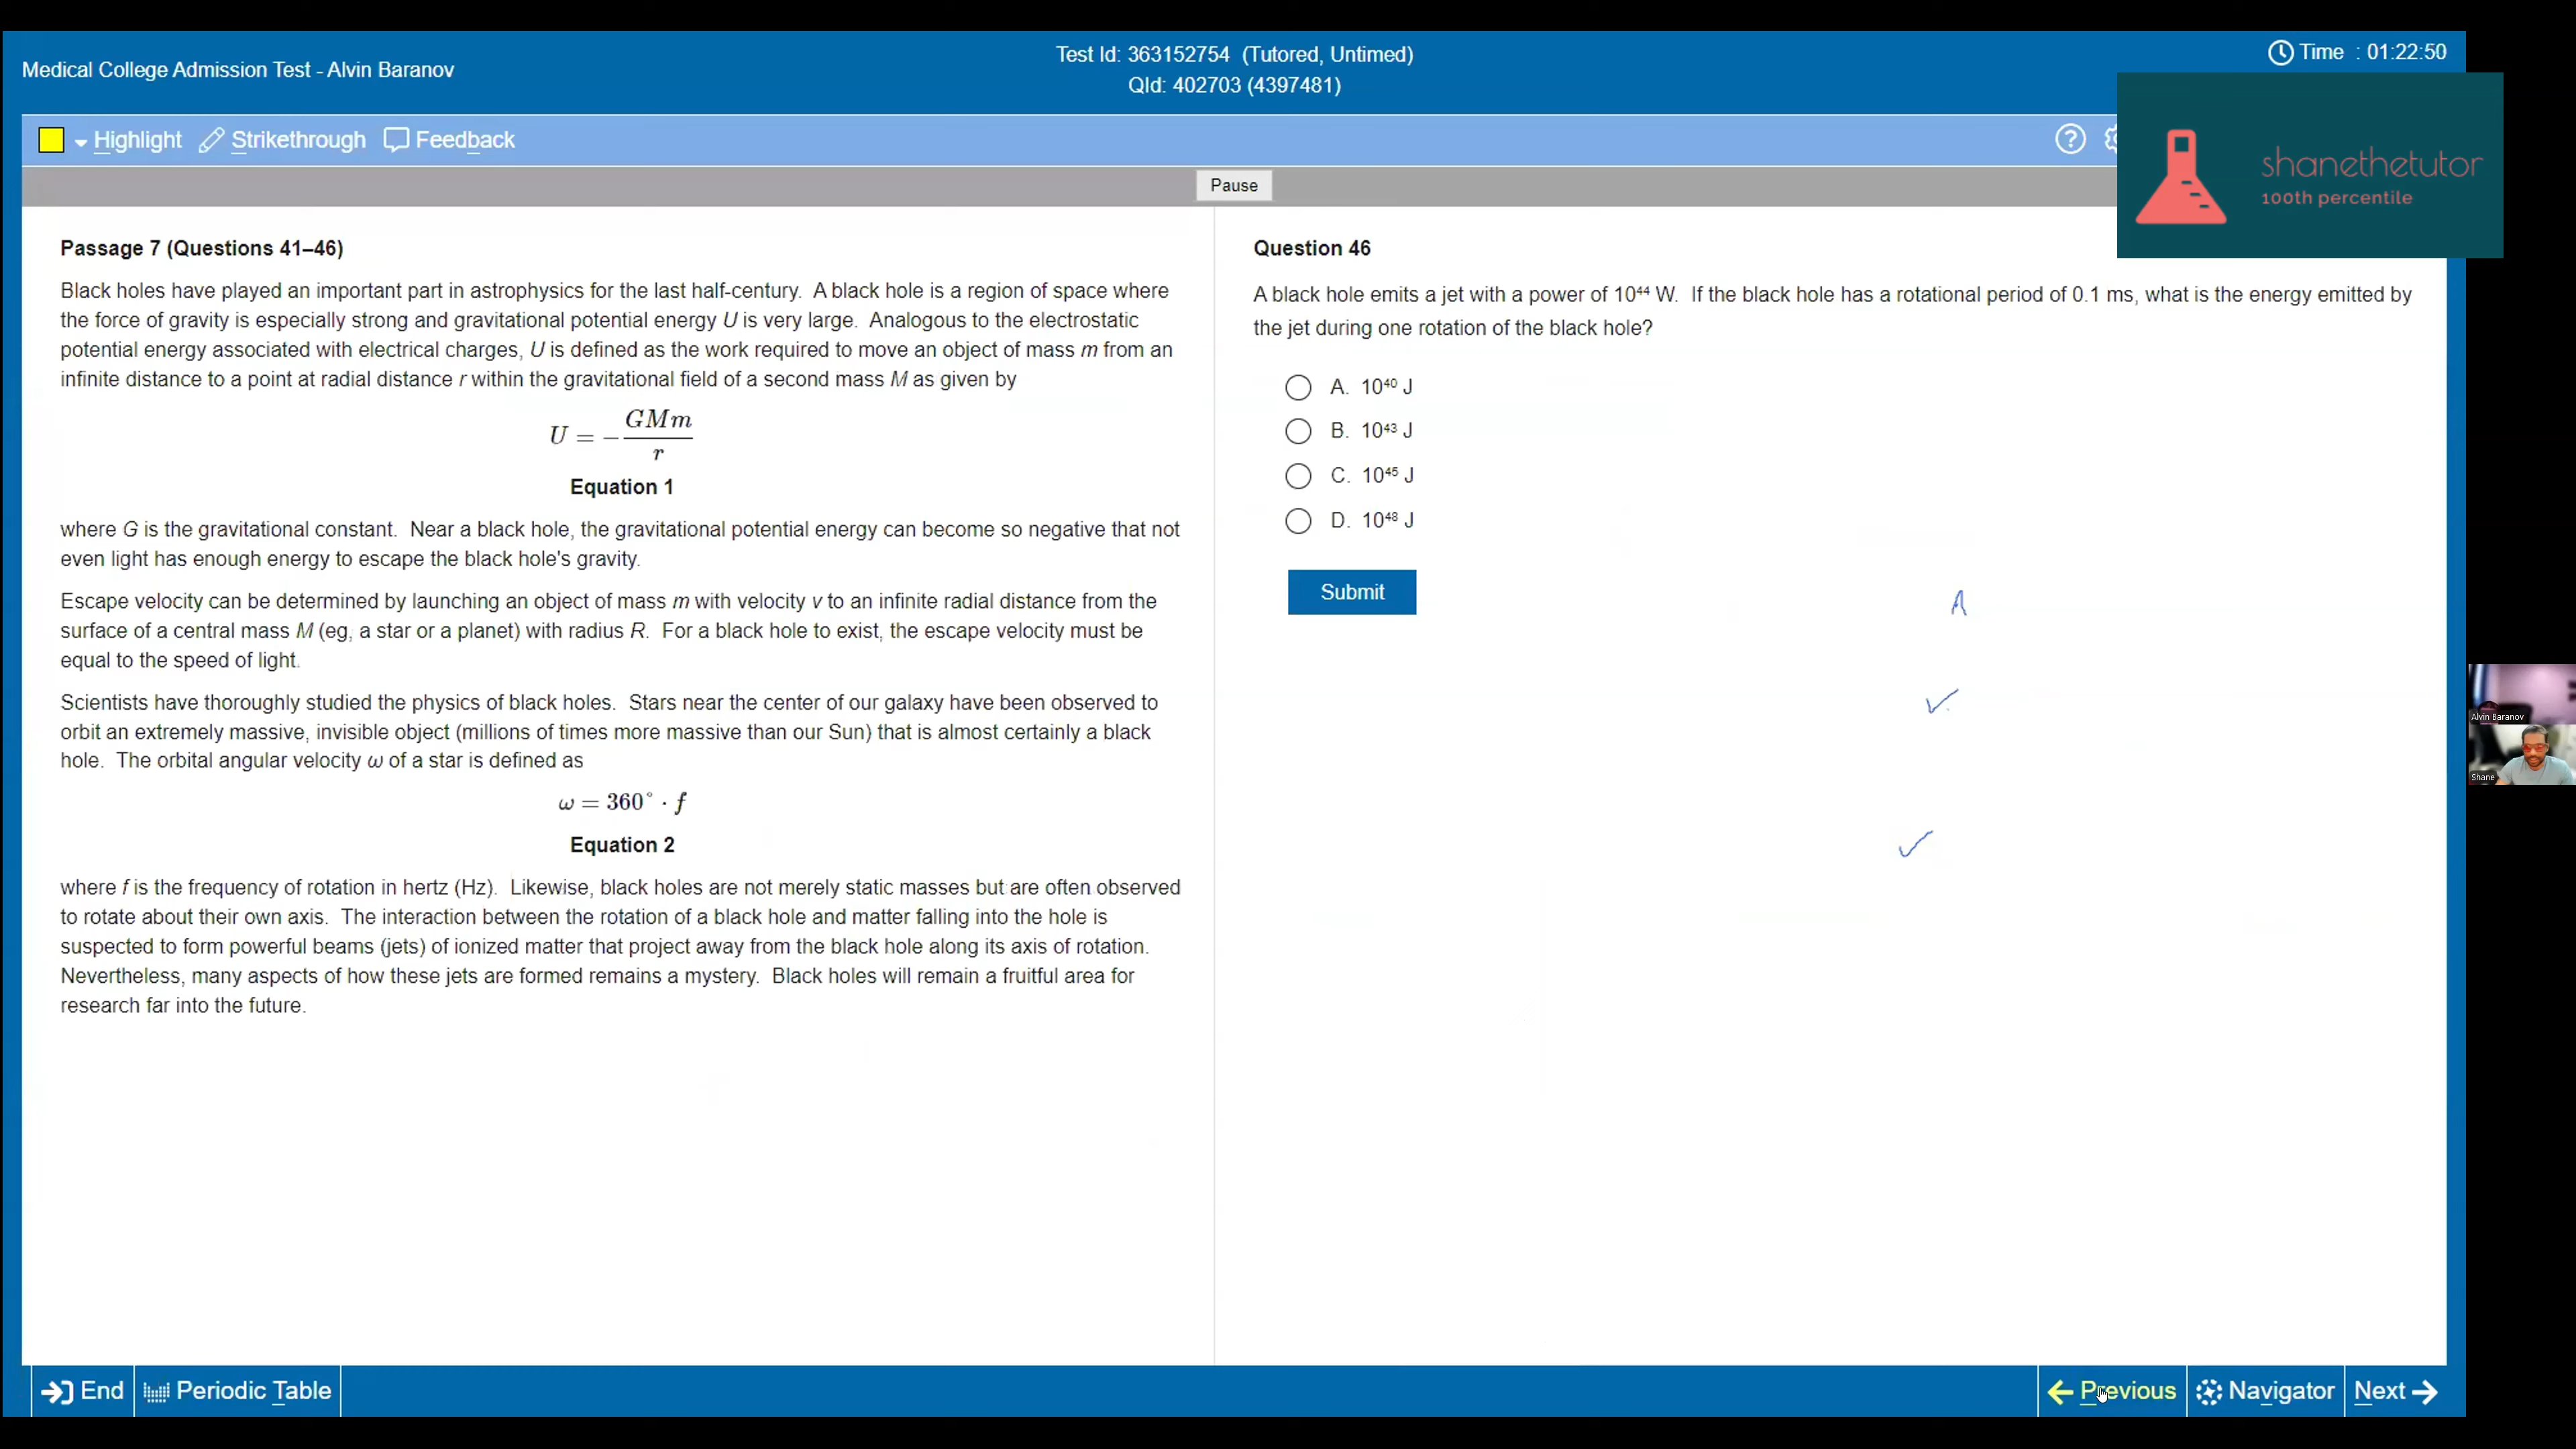 Medical College Admission Test - Alvin Baranov
Test Id: 363152754 (Tutored, Untimed)
QId: 402703 (4397481)
Time : 01:22:50
Highlight
Strikethrough
Feedback
shanethetutor
100th percentile
Pause
Passage 7 (Questions 41–46)
Black holes have played an important part in astrophysics for the last half-century. A black hole is a region of space where
the force of gravity is especially strong and gravitational potential energy U is very large. Analogous to the electrostatic
potential energy associated with electrical charges, U is defined as the work required to move an object of mass m from an
infinite distance to a point at radial distance r within the gravitational field of a second mass M as given by
U = − GMm / r
Equation 1
where G is the gravitational constant. Near a black hole, the gravitational potential energy can become so negative that not
even light has enough energy to escape the black hole's gravity.
Escape velocity can be determined by launching an object of mass m with velocity v to an infinite radial distance from the
surface of a central mass M (eg, a star or a planet) with radius R. For a black hole to exist, the escape velocity must be
equal to the speed of light.
Scientists have thoroughly studied the physics of black holes. Stars near the center of our galaxy have been observed to
orbit an extremely massive, invisible object (millions of times more massive than our Sun) that is almost certainly a black
hole. The orbital angular velocity ω of a star is defined as
ω = 360° · f
Equation 2
where f is the frequency of rotation in hertz (Hz). Likewise, black holes are not merely static masses but are often observed
to rotate about their own axis. The interaction between the rotation of a black hole and matter falling into the hole is
suspected to form powerful beams (jets) of ionized matter that project away from the black hole along its axis of rotation.
Nevertheless, many aspects of how these jets are formed remains a mystery. Black holes will remain a fruitful area for
research far into the future.
Question 46
A black hole emits a jet with a power of 10⁴⁴ W. If the black hole has a rotational period of 0.1 ms, what is the energy emitted by
the jet during one rotation of the black hole?
A. 10⁴⁰ J
B. 10⁴³ J
C. 10⁴⁵ J
D. 10⁴⁸ J
Submit
A
Alvin Baranov
Shane
End
Periodic Table
Previous
Navigator
Next